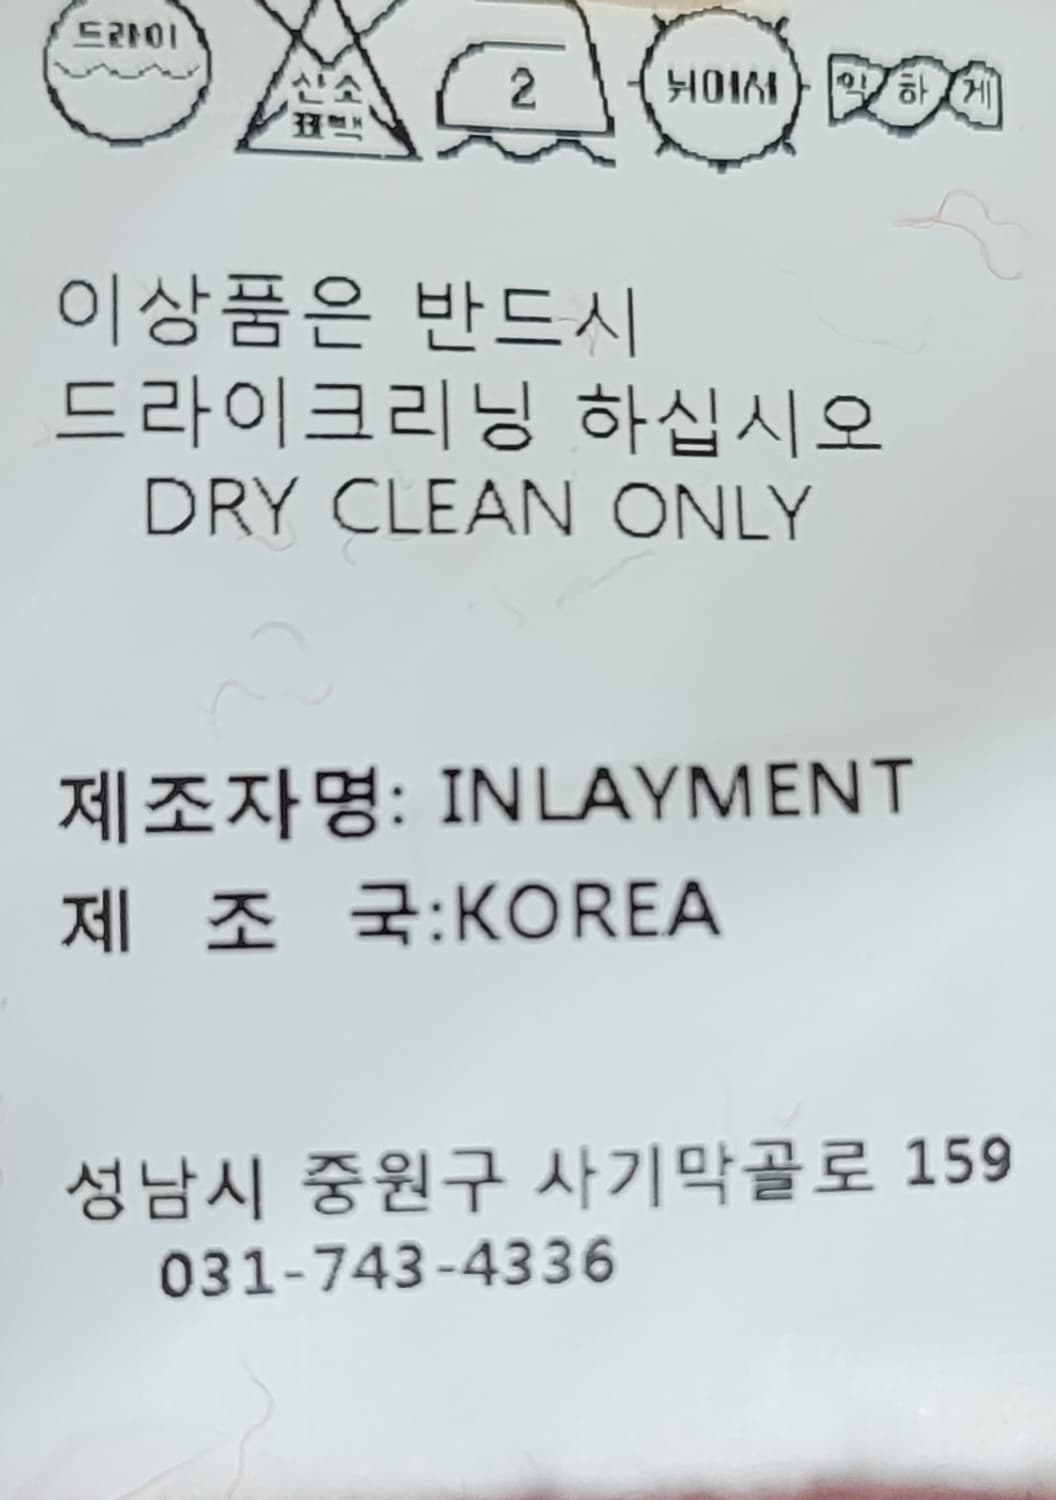 드라이
산소
표백
2
뉘어서
약하게
이상품은 반드시
드라이크리닝 하십시오
DRY CLEAN ONLY
제조자명: INLAYMENT
제 조 국:KOREA
성남시 중원구 사기막골로 159
031-743-4336